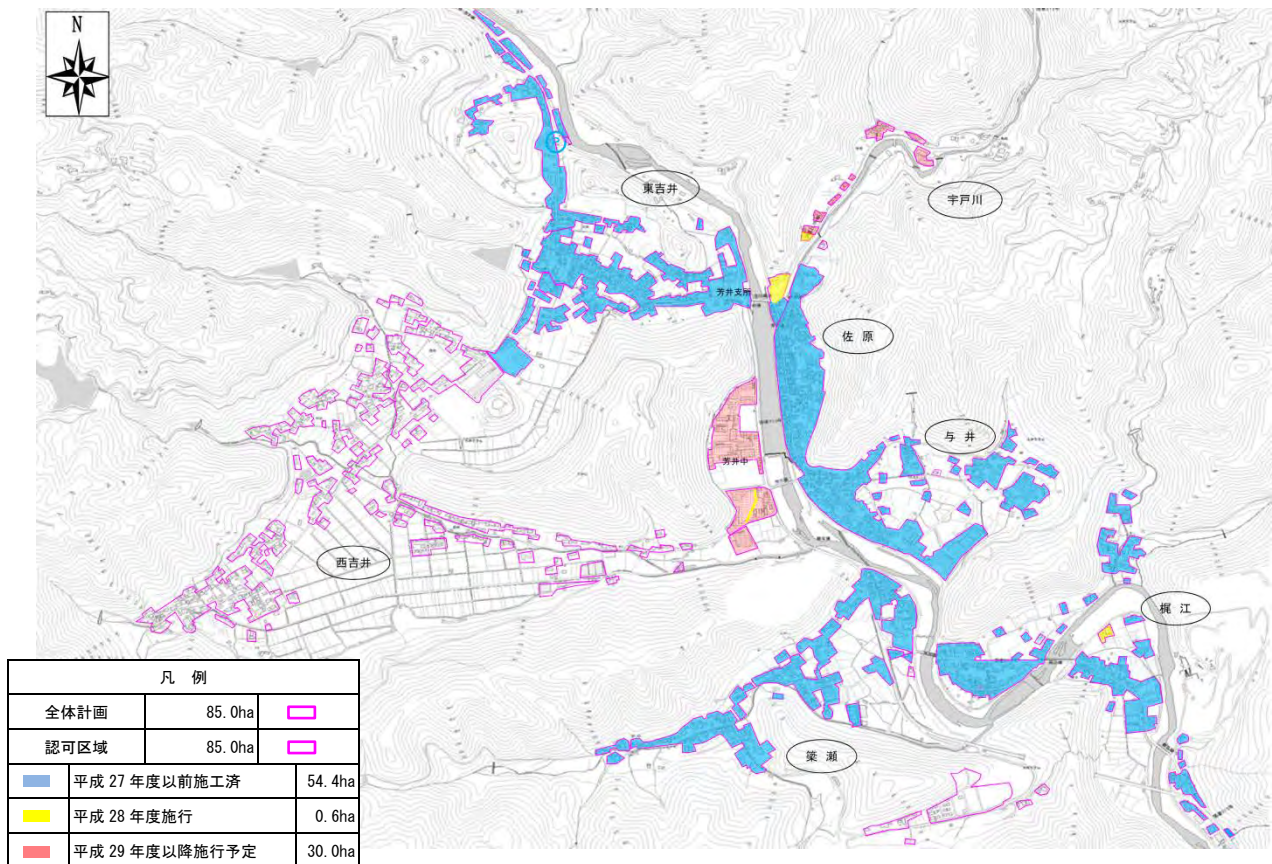 N
東吉井
宇戸川
芳井支所
佐原
与井
芳井中
西吉井
梶江
簗瀬
凡 例
全体計画 85.0ha
認可区域 85.0ha
平成 27 年度以前施工済 54.4ha
平成 28 年度施行 0.6ha
平成 29 年度以降施行予定 30.0ha